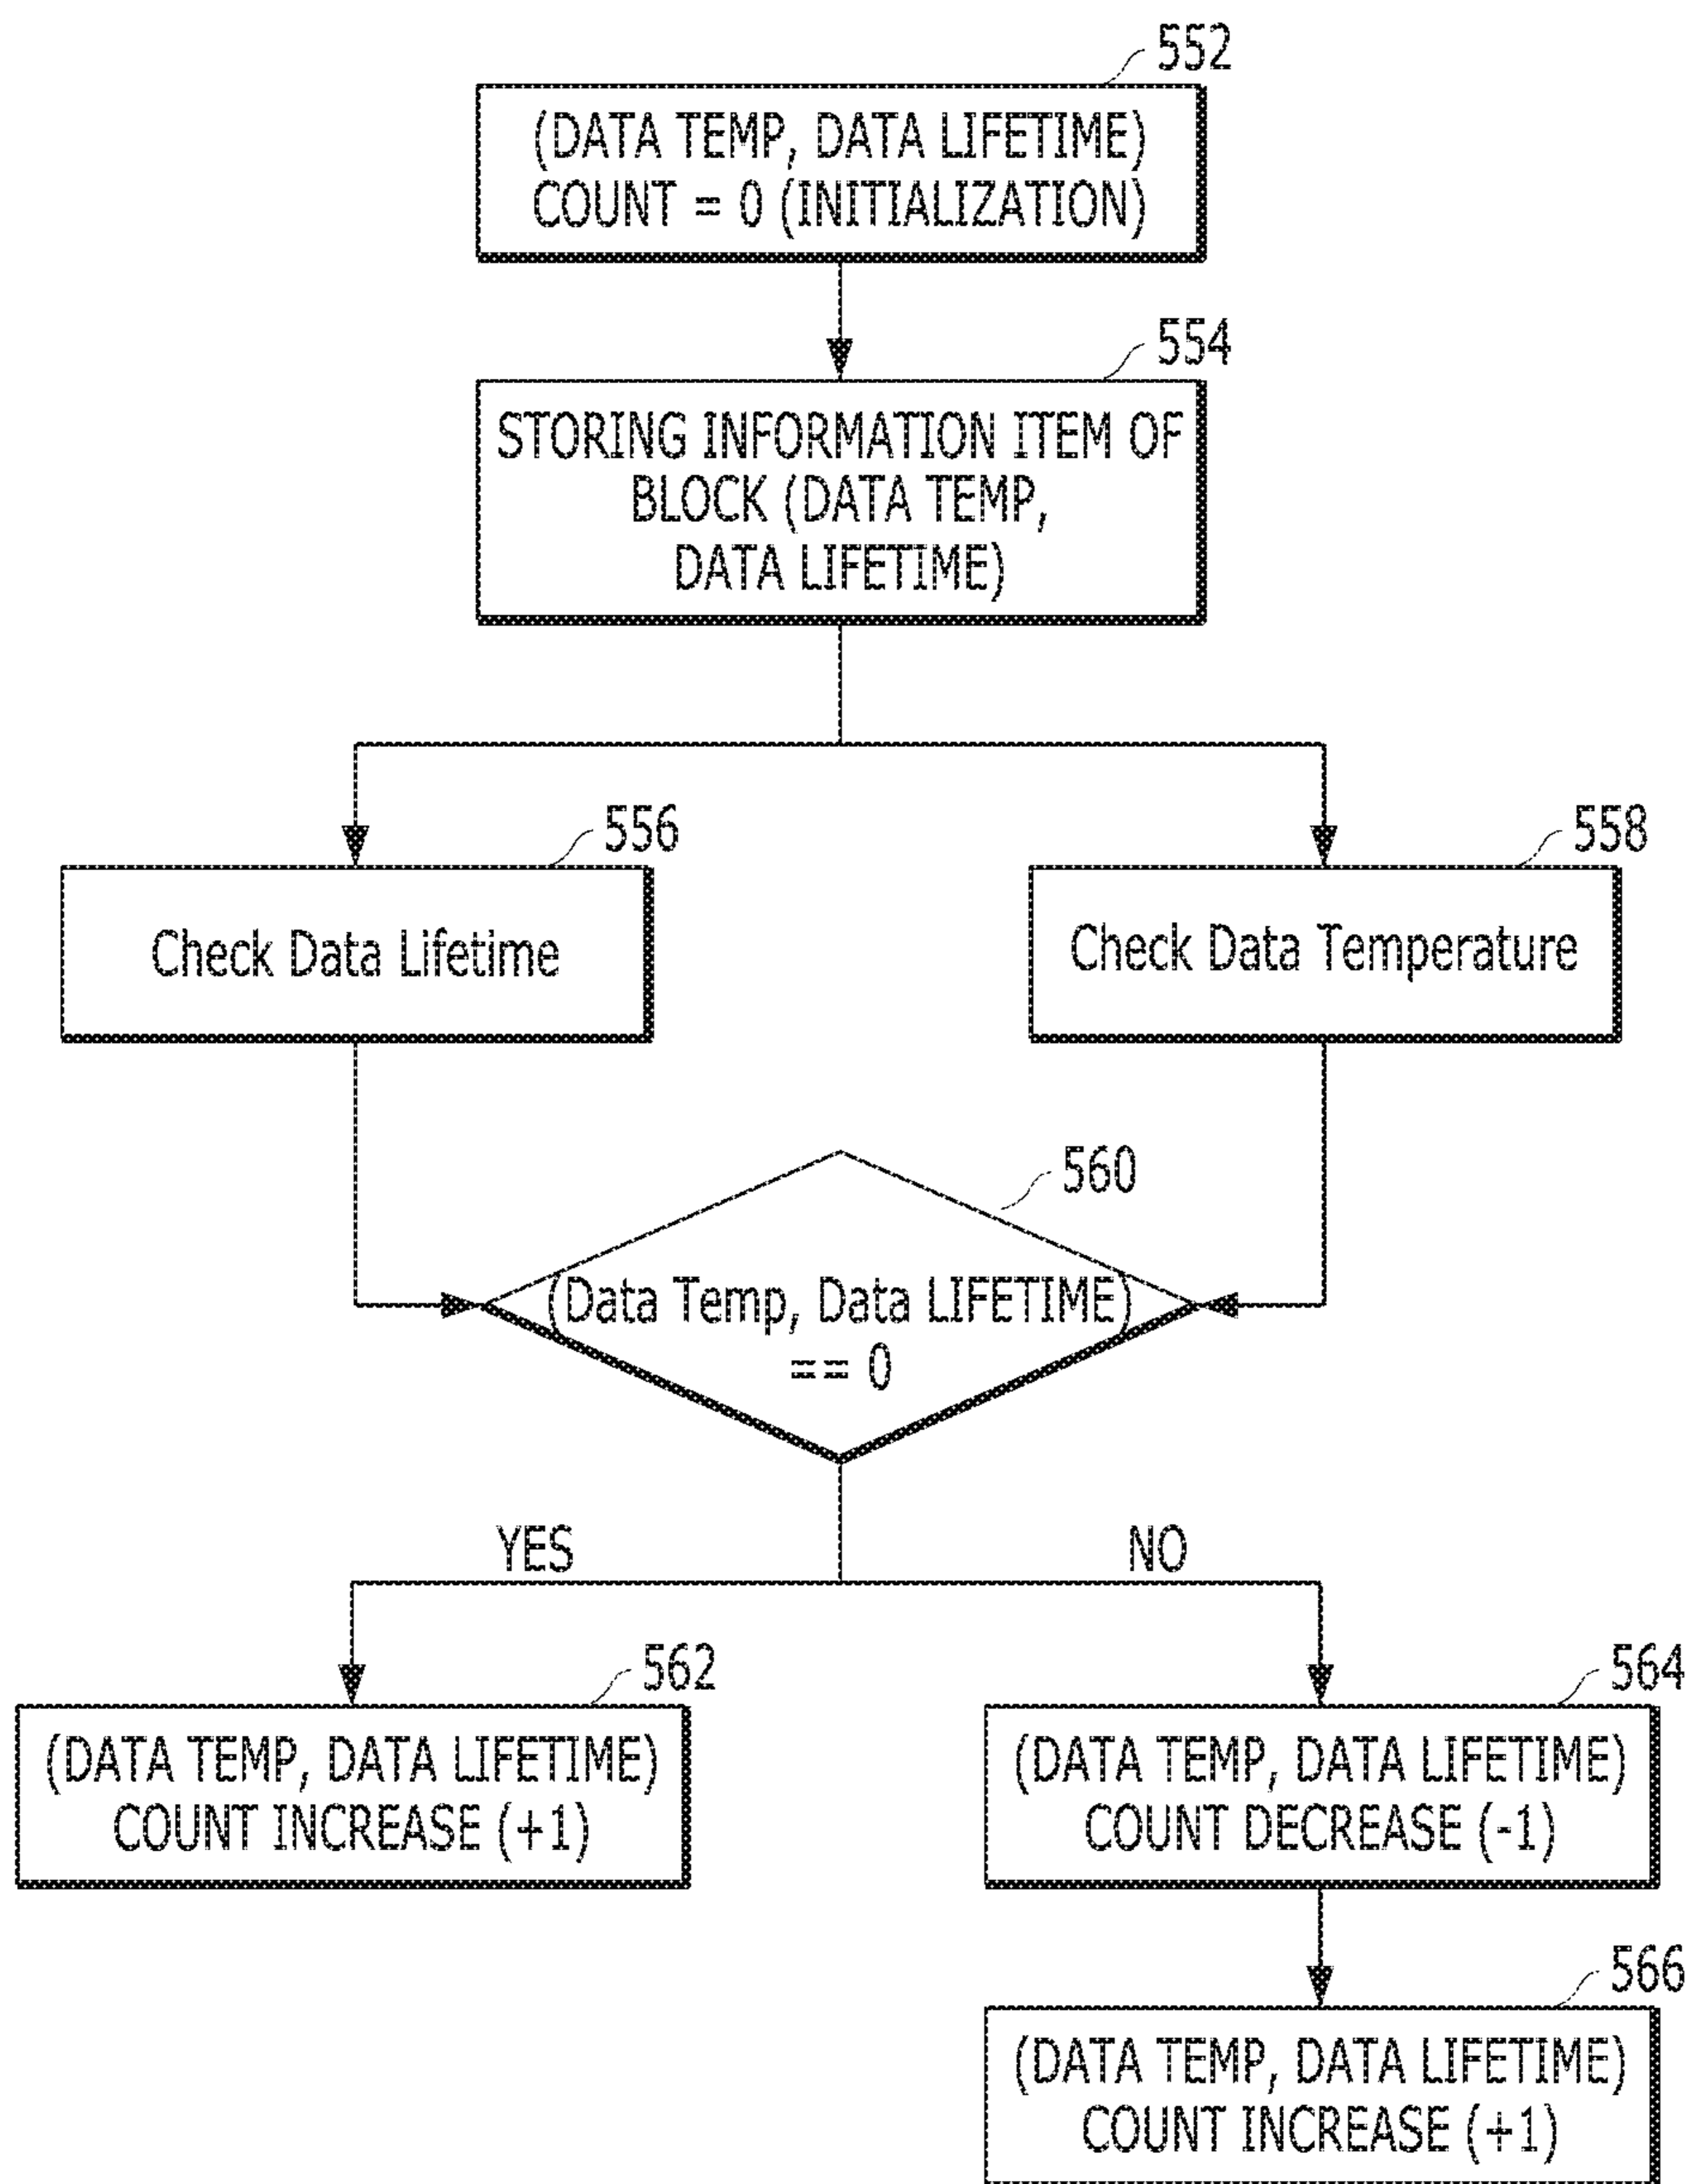 552
(DATA TEMP, DATA LIFETIME)
COUNT = 0 (INITIALIZATION)
554
STORING INFORMATION ITEM OF
BLOCK (DATA TEMP,
DATA LIFETIME)
556
Check Data Lifetime
558
Check Data Temperature
560
(Data Temp, Data LIFETIME)
== 0
YES
NO
562
(DATA TEMP, DATA LIFETIME)
COUNT INCREASE (+1)
564
(DATA TEMP, DATA LIFETIME)
COUNT DECREASE (-1)
566
(DATA TEMP, DATA LIFETIME)
COUNT INCREASE (+1)